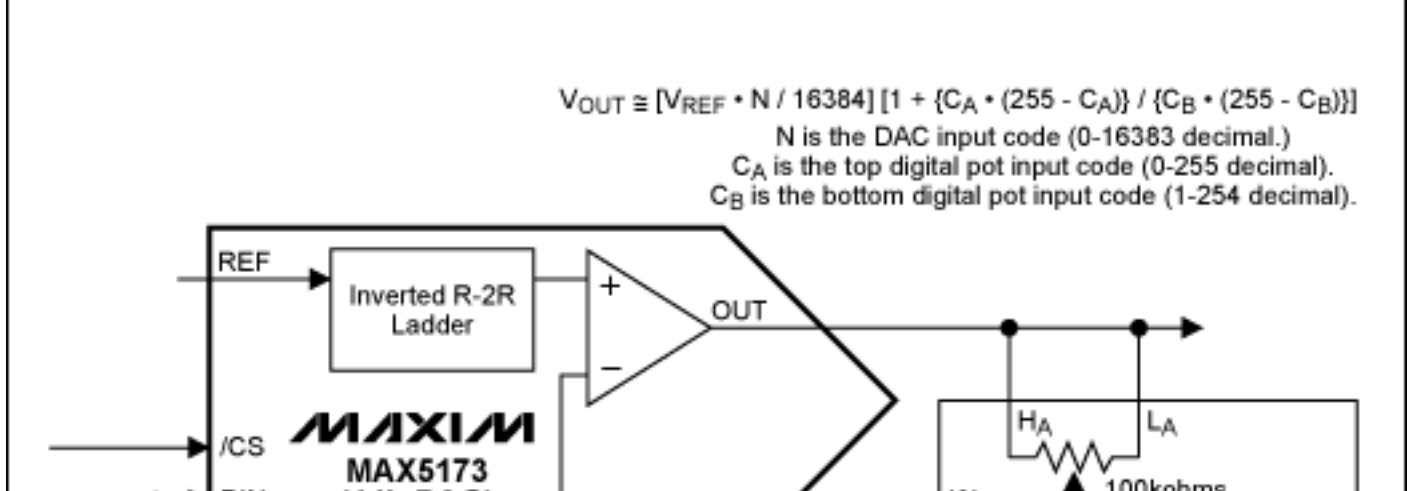 VOUT ≅ [VREF • N / 16384] [1 + {CA • (255 - CA)} / {CB • (255 - CB)}]
N is the DAC input code (0-16383 decimal.)
CA is the top digital pot input code (0-255 decimal).
CB is the bottom digital pot input code (1-254 decimal).
REF
Inverted R-2R
Ladder
+
OUT
−
HA
LA
/CS
MAXIM
MAX5173
100kohms